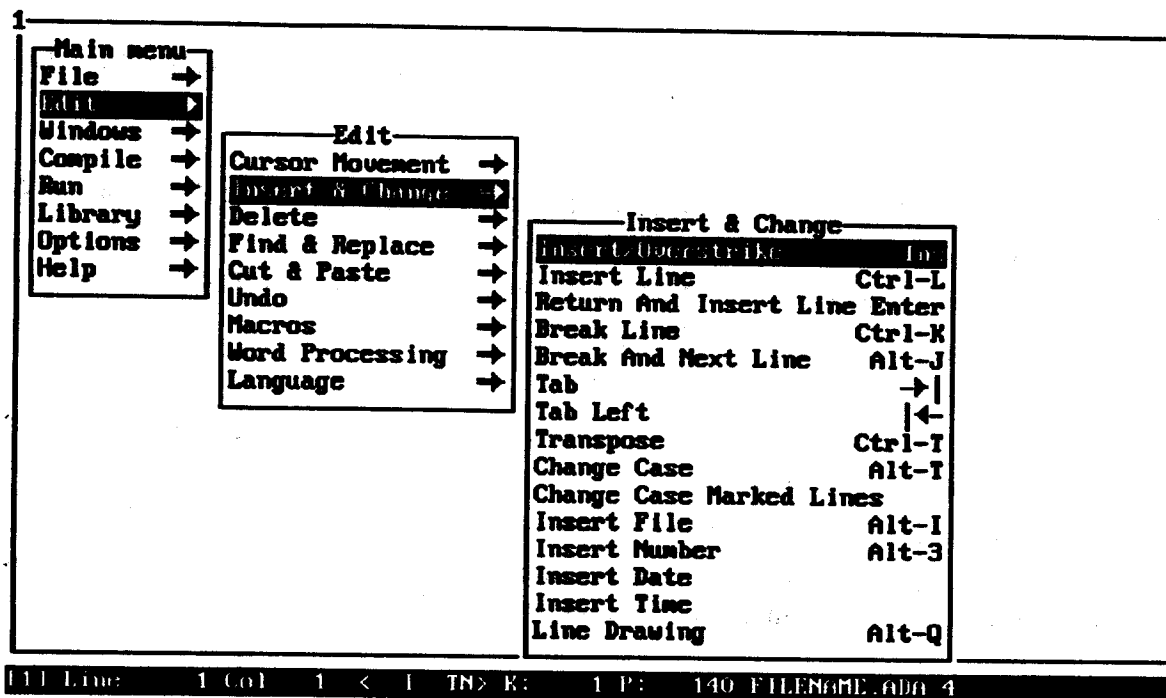 1
Main menu
File →
Edit
Windows →
Compile →
Run →
Library →
Options →
Help →
Edit
Cursor Movement →
Insert & Change →
Delete →
Find & Replace →
Cut & Paste →
Undo →
Macros →
Word Processing →
Language →
Insert & Change
Insert/Overstrike Ins
Insert Line Ctrl-L
Return And Insert Line Enter
Break Line Ctrl-K
Break And Next Line Alt-J
Tab →|
Tab Left |←
Transpose Ctrl-T
Change Case Alt-T
Change Case Marked Lines
Insert File Alt-I
Insert Number Alt-3
Insert Date
Insert Time
Line Drawing Alt-Q
[1] Line 1 Col 1 < I TN> K: 1 P: 140 FILENAME.ADA 4